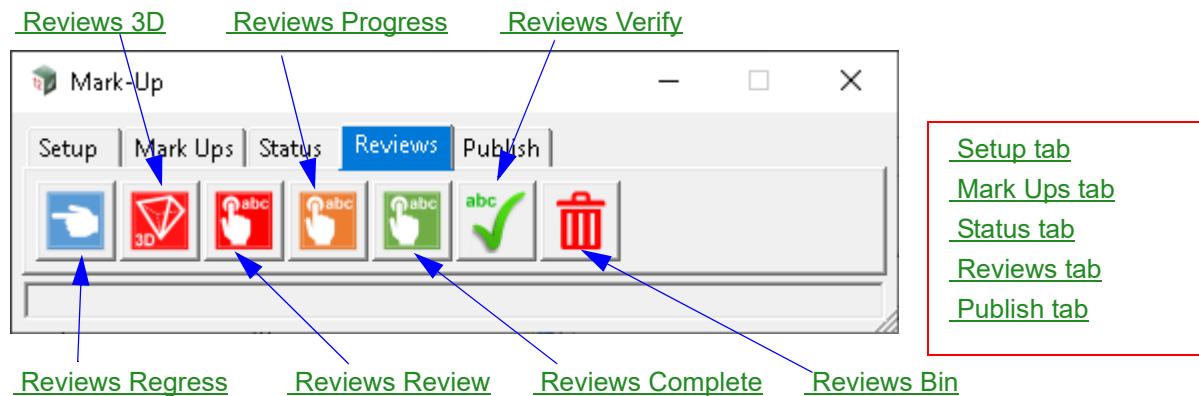 Reviews 3D Reviews Progress Reviews Verify
12 Mark-Up
Setup Mark Ups Status Reviews Publish
3D abc abc abc abc
Setup tab
Mark Ups tab
Status tab
Reviews tab
Publish tab
Reviews Regress Reviews Review Reviews Complete Reviews Bin